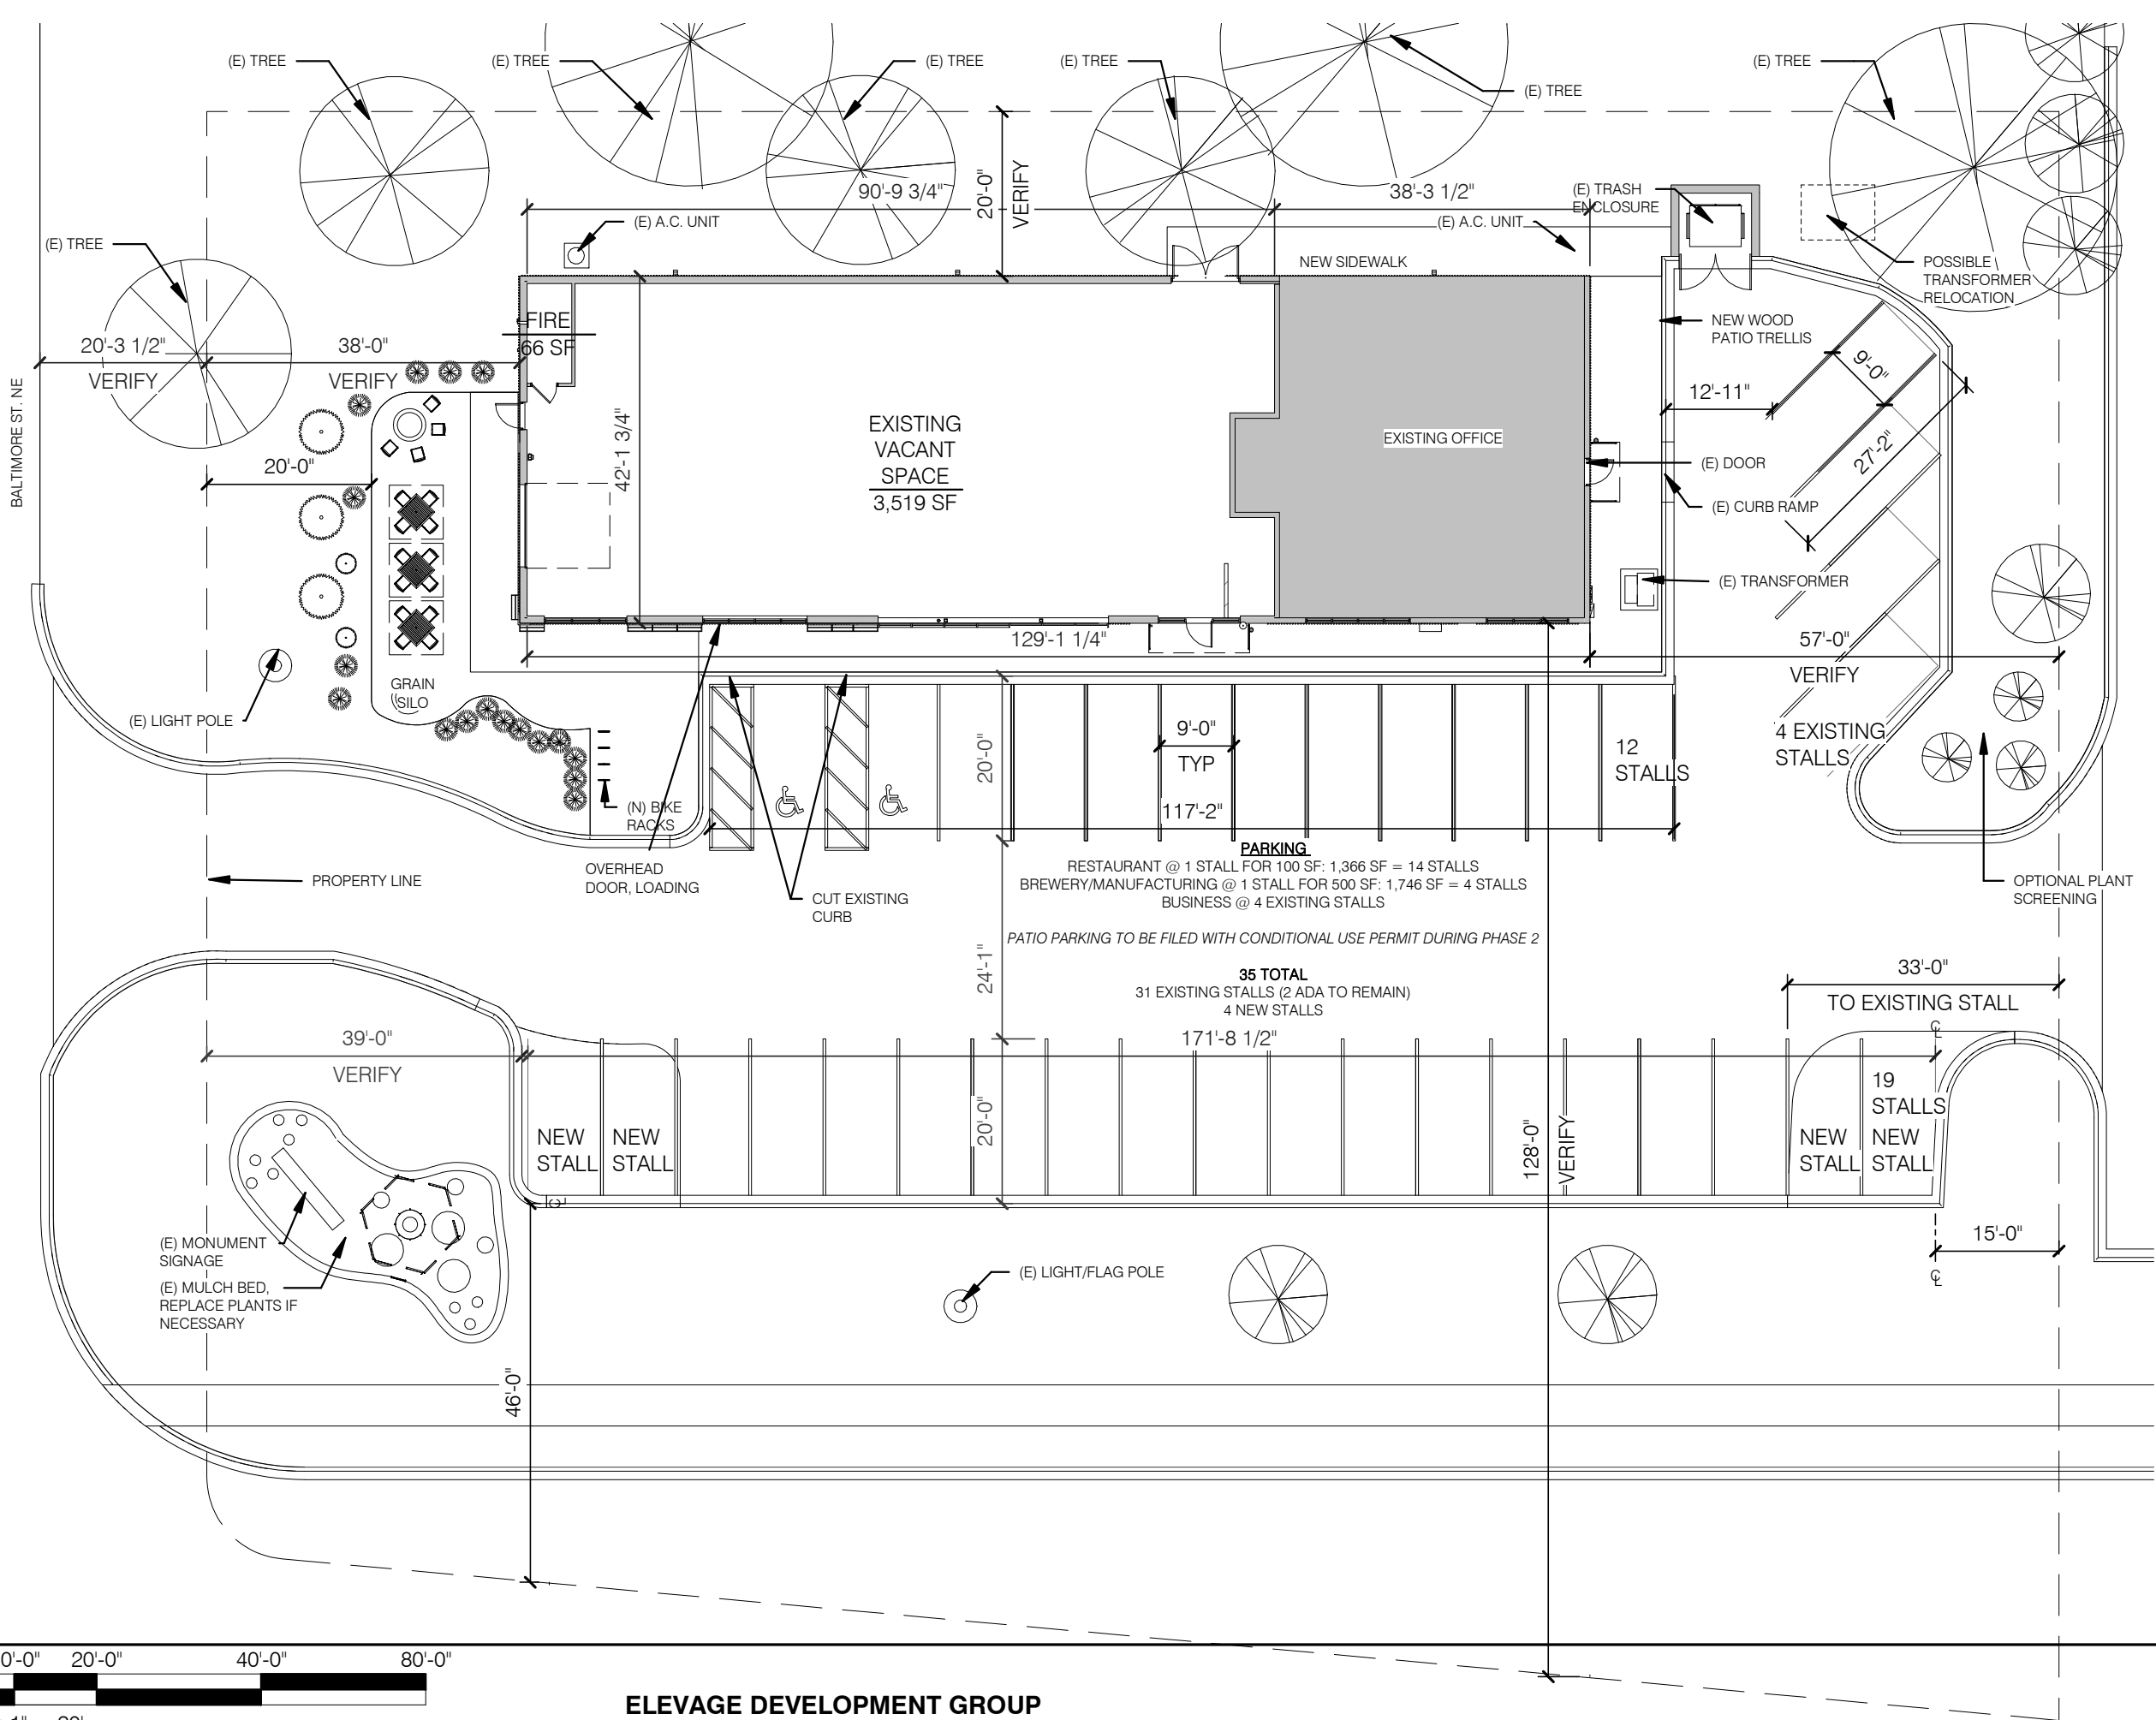 (E) TREE
(E) TREE
(E) TREE
(E) TREE
(E) TREE
(E) TREE
20'-0"
VERIFY
90'-9 3/4"
38'-3 1/2"
(E) TRASH
ENCLOSURE
(E) A.C. UNIT
(E) A.C. UNIT
(E) TREE
NEW SIDEWALK
POSSIBLE
TRANSFORMER
RELOCATION
FIRE
66 SF
NEW WOOD
PATIO TRELLIS
20'-3 1/2"
VERIFY
38'-0"
VERIFY
9'-0"
12'-11"
27'-2"
BALTIMORE ST. NE
42'-1 3/4"
EXISTING
VACANT
SPACE
3,519 SF
EXISTING OFFICE
20'-0"
(E) DOOR
(E) CURB RAMP
(E) TRANSFORMER
129'-1 1/4"
57'-0"
VERIFY
GRAIN
SILO
(E) LIGHT POLE
4 EXISTING
STALLS
9'-0"
TYP
20'-0"
12
STALLS
117'-2"
(N) BIKE
RACKS
PARKING
RESTAURANT @ 1 STALL FOR 100 SF: 1,366 SF = 14 STALLS
BREWERY/MANUFACTURING @ 1 STALL FOR 500 SF: 1,746 SF = 4 STALLS
BUSINESS @ 4 EXISTING STALLS
PROPERTY LINE
OVERHEAD
DOOR, LOADING
CUT EXISTING
CURB
OPTIONAL PLANT
SCREENING
PATIO PARKING TO BE FILED WITH CONDITIONAL USE PERMIT DURING PHASE 2
24'-1"
35 TOTAL
31 EXISTING STALLS (2 ADA TO REMAIN)
4 NEW STALLS
33'-0"
TO EXISTING STALL
39'-0"
VERIFY
171'-8 1/2"
19
STALLS
20'-0"
128'-0"
VERIFY
NEW
STALL
NEW
STALL
NEW
STALL
NEW
STALL
15'-0"
(E) MONUMENT
SIGNAGE
(E) MULCH BED,
REPLACE PLANTS IF
NECESSARY
(E) LIGHT/FLAG POLE
46'-0"
0'-0" 20'-0" 40'-0" 80'-0"
ELEVAGE DEVELOPMENT GROUP